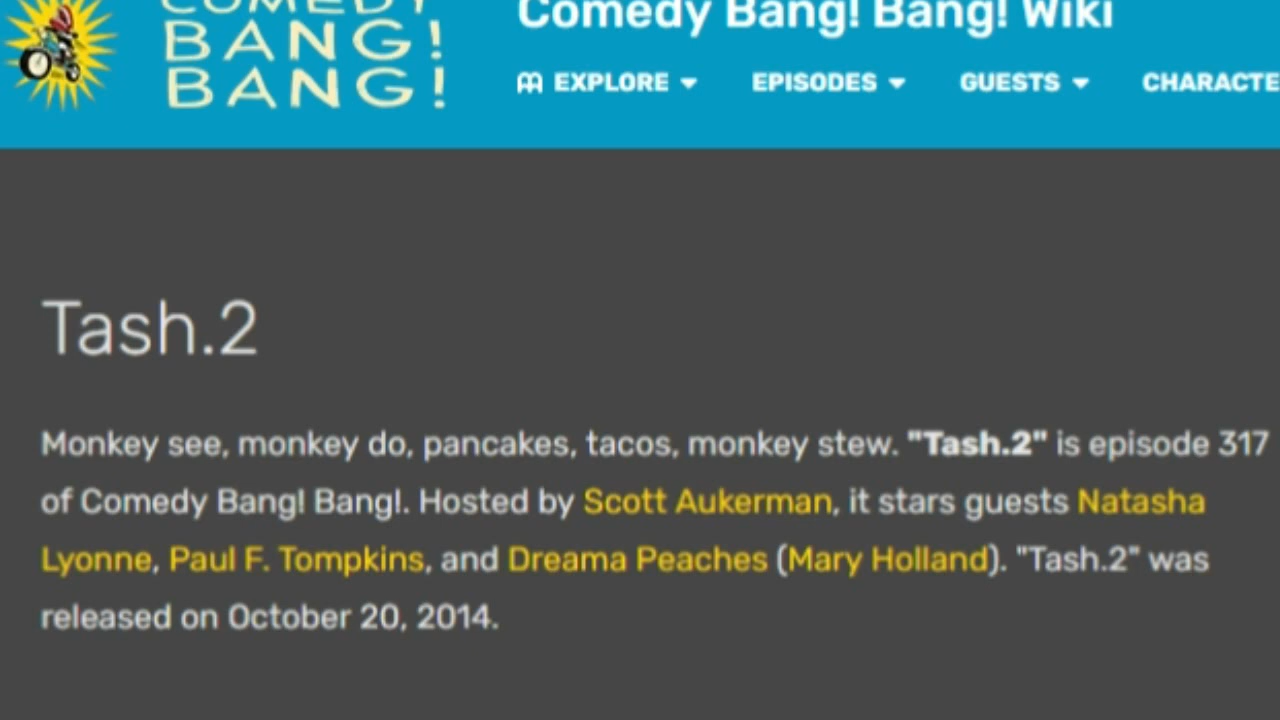 COMEDY
BANG!
BANG!
Comedy Bang! Bang! Wiki
EXPLORE
EPISODES
GUESTS
CHARACTE
Tash.2
Monkey see, monkey do, pancakes, tacos, monkey stew. "Tash.2" is episode 317
of Comedy Bang! Bang!. Hosted by Scott Aukerman, it stars guests Natasha
Lyonne, Paul F. Tompkins, and Dreama Peaches (Mary Holland). "Tash.2" was
released on October 20, 2014.